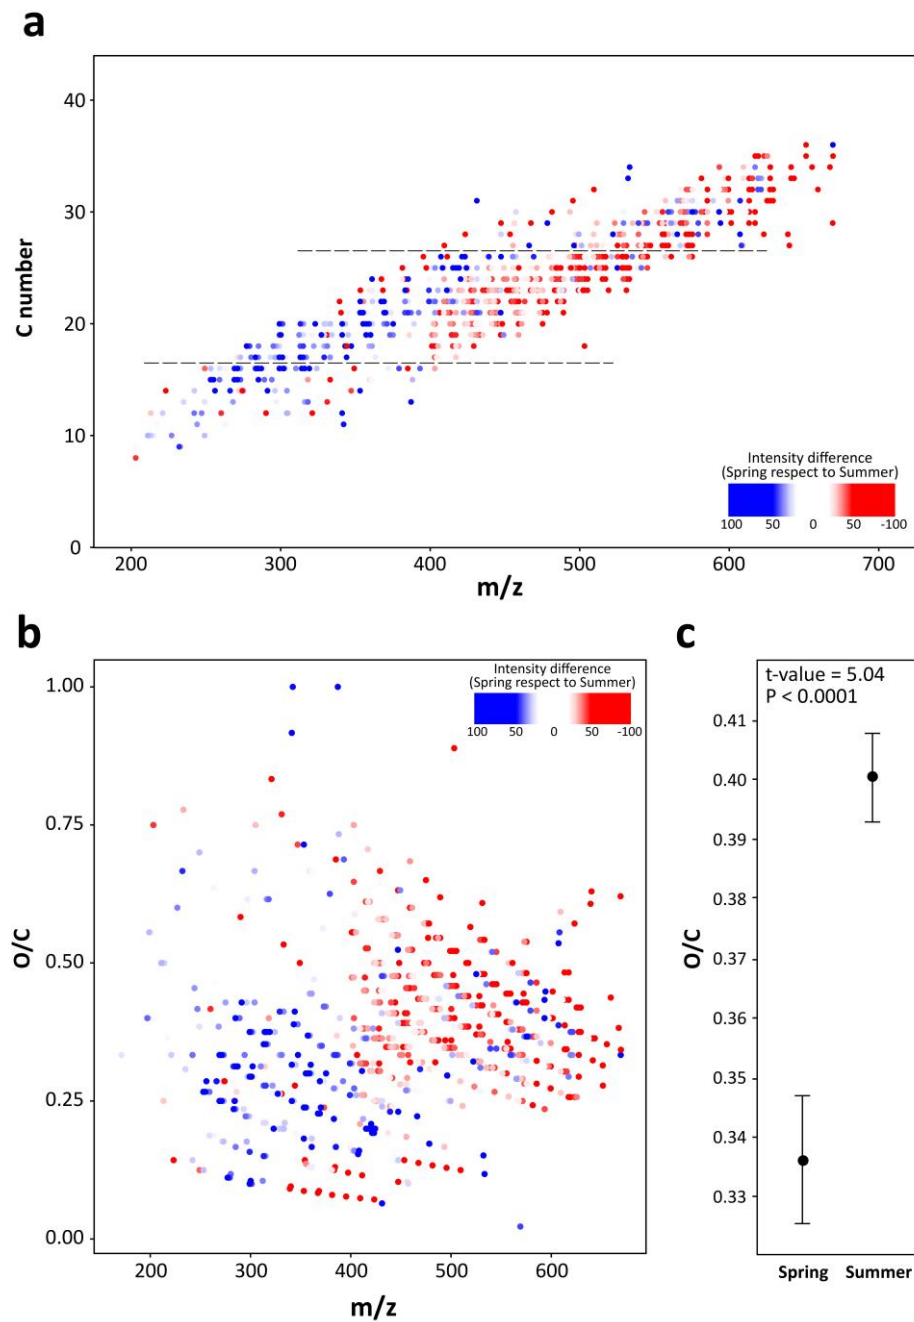 a
C number
40
30
20
10
0
Intensity difference
(Spring respect to Summer)
100 50 0 -50 -100
200 300 400 500 600 700
m/z
b
Intensity difference
(Spring respect to Summer)
100 50 0 -50 -100
O/C
1.00
0.75
0.50
0.25
0.00
200 300 400 500 600
m/z
c
t-value = 5.04
P < 0.0001
O/C
0.41
0.40
0.39
0.38
0.37
0.36
0.35
0.34
0.33
Spring Summer